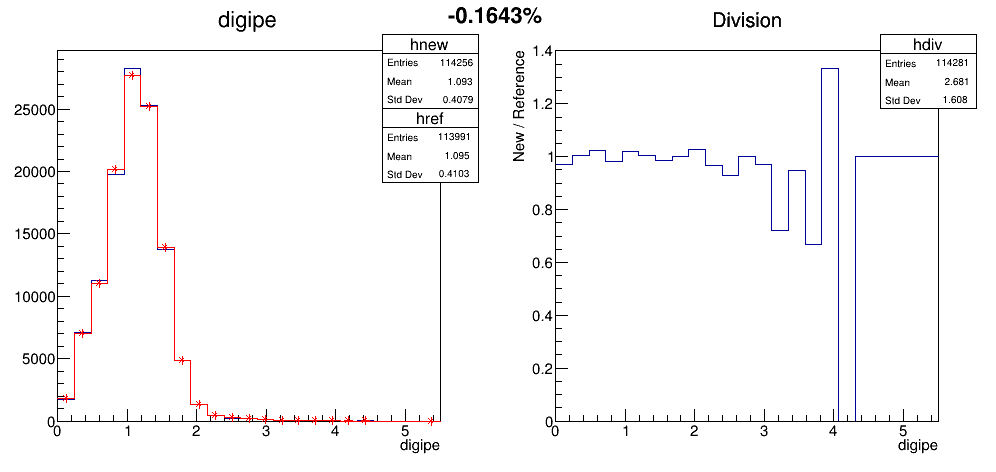 -0.1643%
digipe
hnew
Entries 114256
Mean 1.093
Std Dev 0.4079
href
Entries 113991
Mean 1.095
Std Dev 0.4103
25000
20000
15000
10000
5000
0
0 1 2 3 4 5
digipe
Division
hdiv
Entries 114281
Mean 2.681
Std Dev 1.608
New / Reference
1.4
1.2
1
0.8
0.6
0.4
0.2
0
0 1 2 3 4 5
digipe